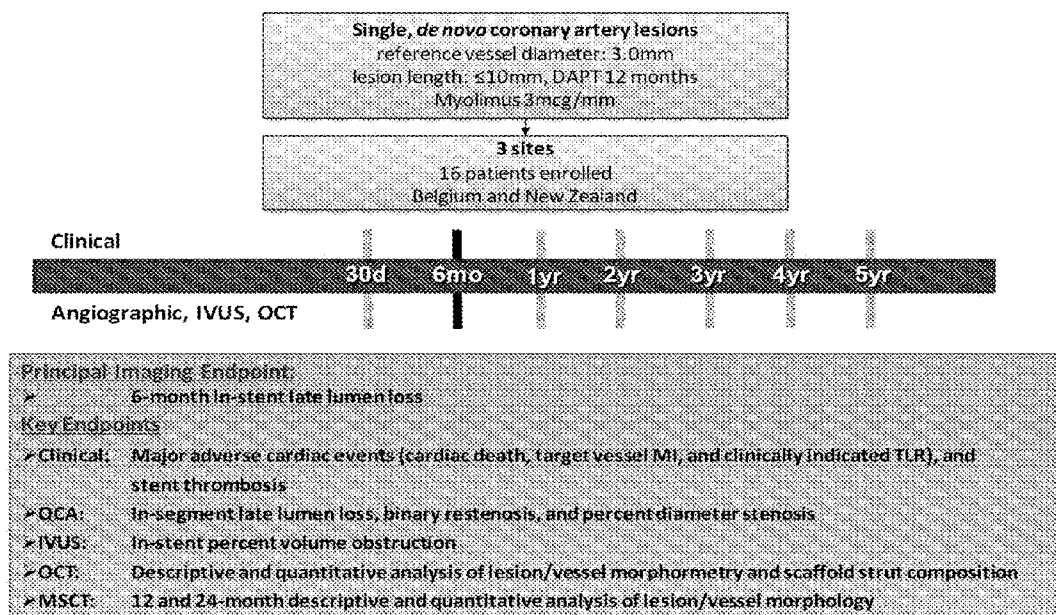 Single, de novo coronary artery lesions
reference vessel diameter: 3.0mm
lesion length: ≤10mm, DAPT 12 months
Myolimus 3mcg/mm
3 sites
16 patients enrolled
Belgium and New Zealand
Clinical
30d 6mo 1yr 2yr 3yr 4yr 5yr
Angiographic, IVUS, OCT
Principal Imaging Endpoint:
➢ 6-month in-stent late lumen loss
Key Endpoints
➢Clinical: Major adverse cardiac events (cardiac death, target vessel MI, and clinically indicated TLR), and
stent thrombosis
➢QCA: In-segment late lumen loss, binary restenosis, and percent diameter stenosis
➢IVUS: In-stent percent volume obstruction
➢OCT: Descriptive and quantitative analysis of lesion/vessel morphormetry and scaffold strut composition
➢MSCT: 12 and 24-month descriptive and quantitative analysis of lesion/vessel morphology